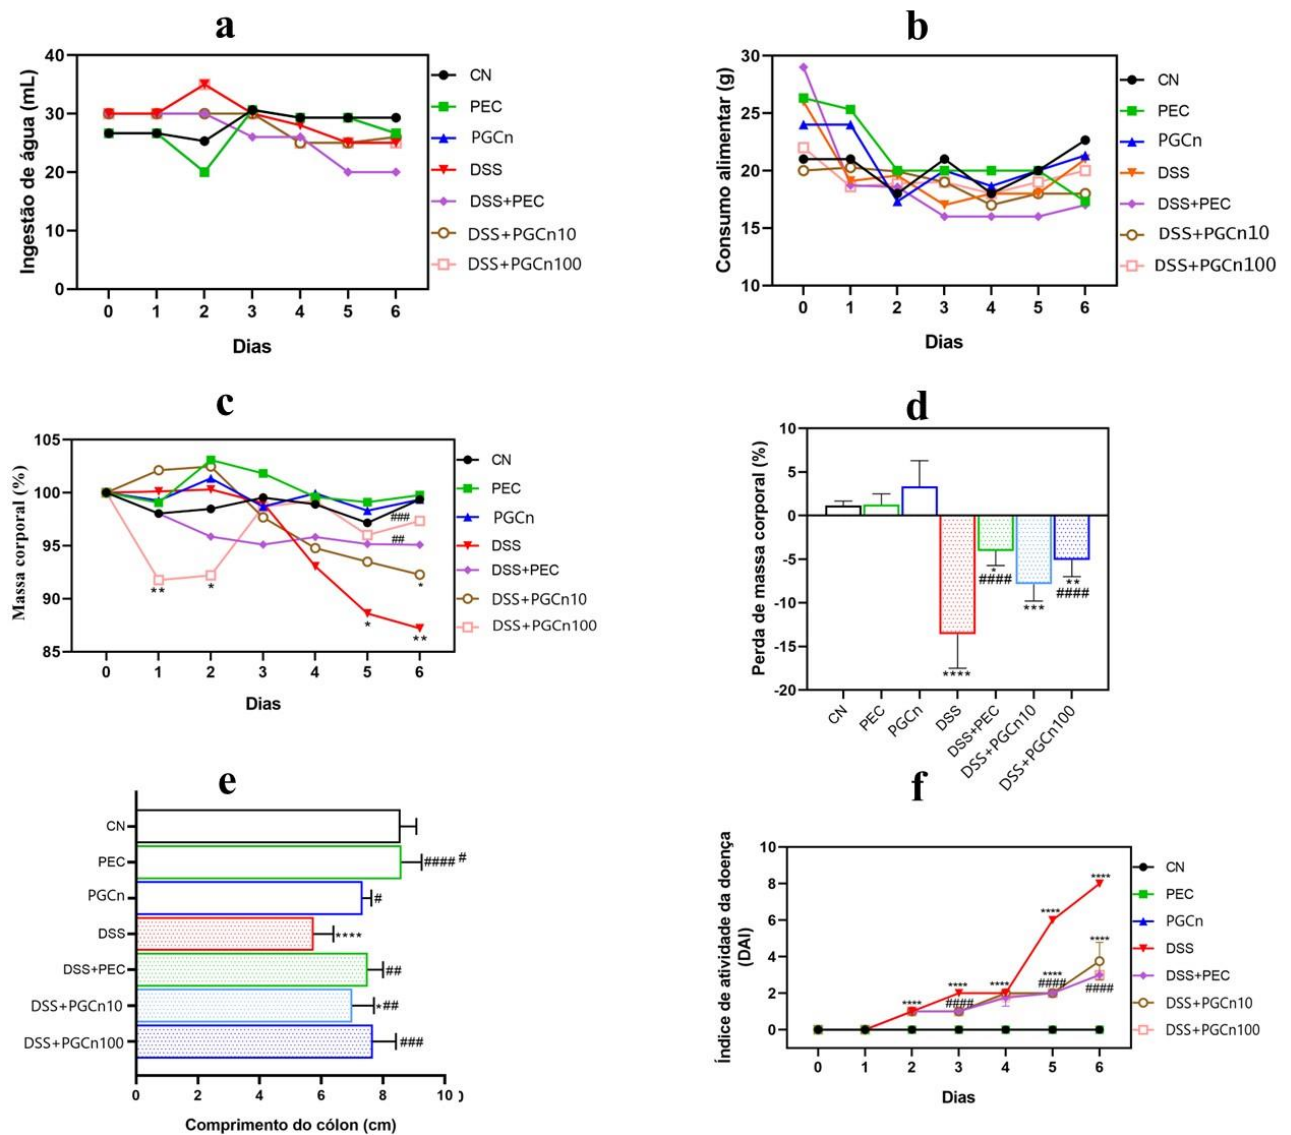 a
Ingestão de água (mL)
40
30
20
10
0
0 1 2 3 4 5 6
Dias
CN
PEC
PGCn
DSS
DSS+PEC
DSS+PGCn10
DSS+PGCn100
b
Consumo alimentar (g)
30
25
20
15
10
0 1 2 3 4 5 6
Dias
CN
PEC
PGCn
DSS
DSS+PEC
DSS+PGCn10
DSS+PGCn100
c
Massa corporal (%)
105
100
95
90
85
###
##
** * * * **
0 1 2 3 4 5 6
Dias
CN
PEC
PGCn
DSS
DSS+PEC
DSS+PGCn10
DSS+PGCn100
d
Perda de massa corporal (%)
10
5
0
-5
-10
-15
-20
****
*
####
***
**
####
CN PEC PGCn DSS DSS+PEC DSS+PGCn10 DSS+PGCn100
e
CN
PEC #### #
PGCn #
DSS ****
DSS+PEC ##
DSS+PGCn10 *##
DSS+PGCn100 ###
0 2 4 6 8 10
Comprimento do cólon (cm)
f
Índice de atividade da doença
(DAI)
10
8
6
4
2
0
****
****
####
****
****
****
####
****
****
####
0 1 2 3 4 5 6
Dias
CN
PEC
PGCn
DSS
DSS+PEC
DSS+PGCn10
DSS+PGCn100